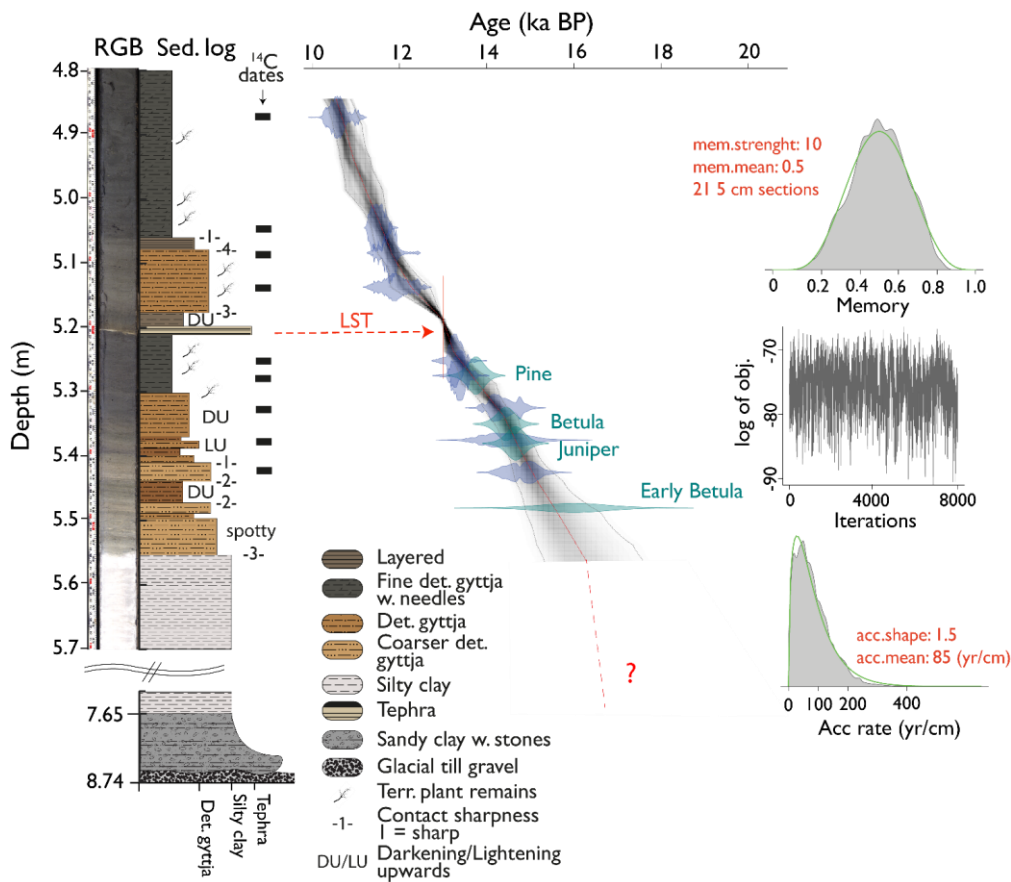 Age (ka BP)
RGB Sed. log
14C
dates
10 12 14 16 18 20
4.8
4.9
5.0
5.1
5.2
5.3
5.4
5.5
5.6
5.7
7.65
8.74
Depth (m)
-1-
-4-
-3-
DU
DU
LU
-1-
-2-
DU
-2-
spotty
-3-
LST
Pine
Betula
Juniper
Early Betula
?
Det. gyttja
Silty clay
Tephra
Layered
Fine det. gyttja
w. needles
Det. gyttja
Coarser det.
gyttja
Silty clay
Tephra
Sandy clay w. stones
Glacial till gravel
Terr. plant remains
-1- Contact sharpness
1 = sharp
DU/LU Darkening/Lightening
upwards
mem.strenght: 10
mem.mean: 0.5
21 5 cm sections
0 0.2 0.4 0.6 0.8 1.0
Memory
log of obj.
-70
-80
-90
0 4000 8000
Iterations
acc.shape: 1.5
acc.mean: 85 (yr/cm)
0 100 200 400
Acc rate (yr/cm)